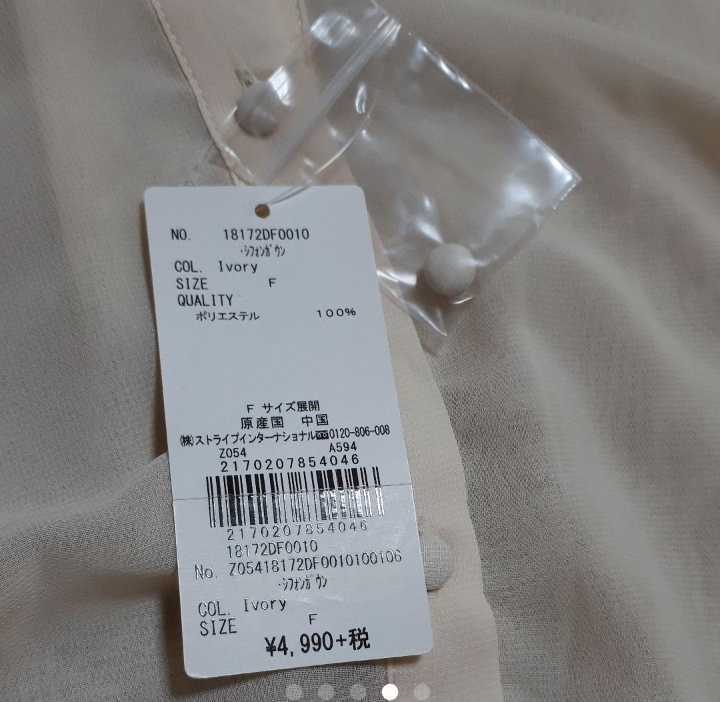 NO. 18172DF0010
・ｼﾌｫﾝｶﾞｳﾝ
COL. Ivory
SIZE F
QUALITY
ポリエステル 100%
F サイズ展開
原産国 中国
(株)ストライプインターナショナル☎0120-806-008
Z054 A594
2170207854046
2170207854046
18172DF0010
No. Z05418172DF0010100106
・ｼﾌｫﾝｶﾞｳﾝ
COL. Ivory
SIZE F
¥4,990+税